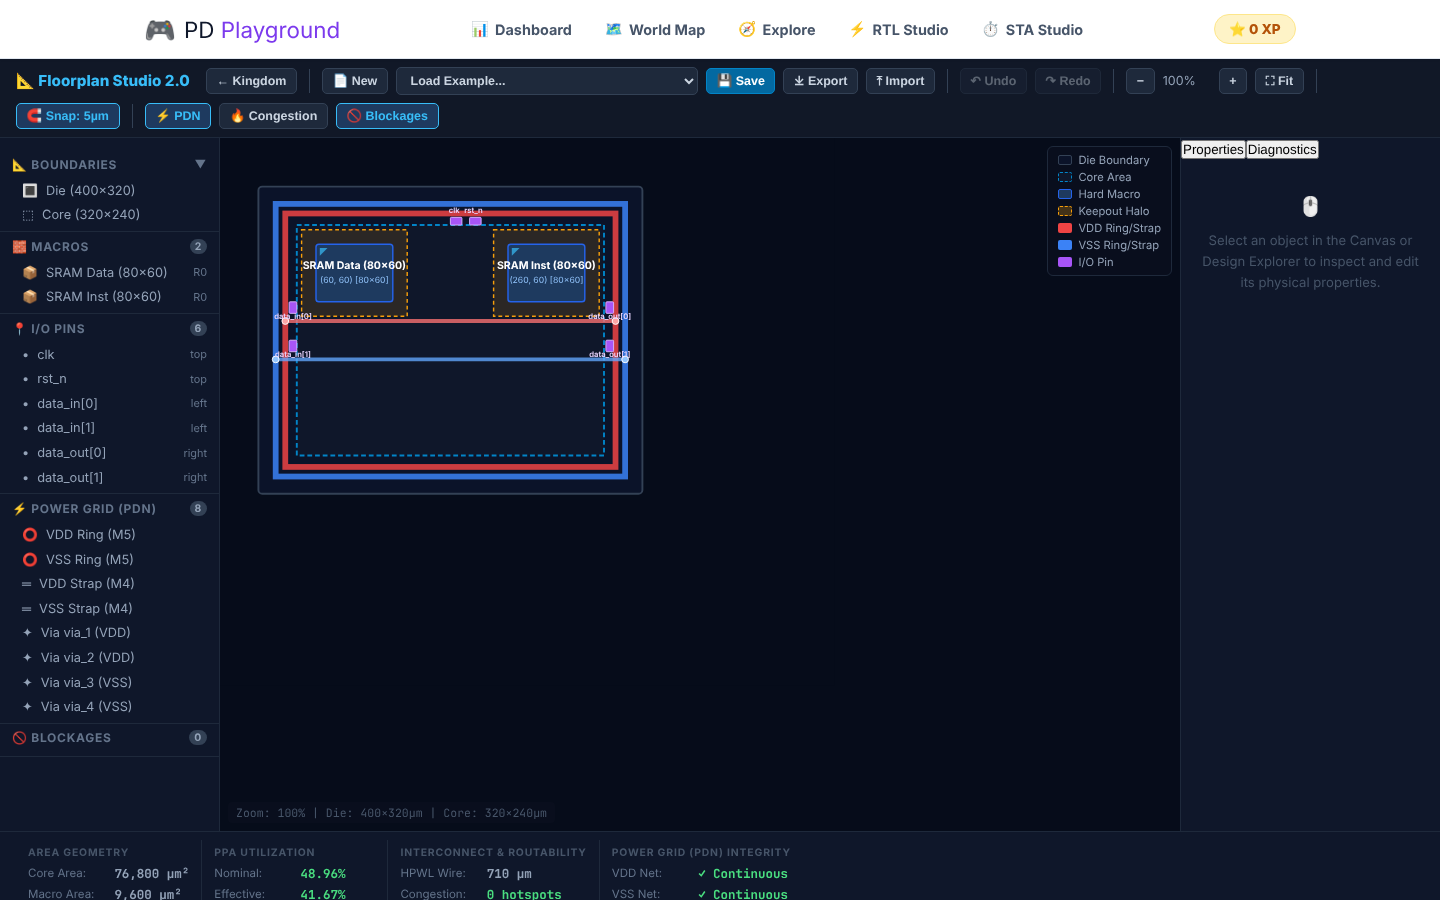 PD Playground
Dashboard
World Map
Explore
RTL Studio
STA Studio
0 XP
Floorplan Studio 2.0
← Kingdom
New
Load Example...
Save
Export
Import
↶ Undo
↷ Redo
−
100%
+
Fit
Snap: 5µm
PDN
Congestion
Blockages
BOUNDARIES
Die (400×320)
Core (320×240)
MACROS 2
SRAM Data (80×60) R0
SRAM Inst (80×60) R0
I/O PINS 6
• clk top
• rst_n top
• data_in[0] left
• data_in[1] left
• data_out[0] right
• data_out[1] right
POWER GRID (PDN) 8
VDD Ring (M5)
VSS Ring (M5)
VDD Strap (M4)
VSS Strap (M4)
Via via_1 (VDD)
Via via_2 (VDD)
Via via_3 (VSS)
Via via_4 (VSS)
BLOCKAGES 0
clk rst_n
SRAM Data (80×60)
(60, 60) [80×60]
SRAM Inst (80×60)
(260, 60) [80×60]
data_in[0]
data_out[0]
data_in[1]
data_out[1]
Die Boundary
Core Area
Hard Macro
Keepout Halo
VDD Ring/Strap
VSS Ring/Strap
I/O Pin
Zoom: 100% | Die: 400×320µm | Core: 320×240µm
Properties
Diagnostics
Select an object in the Canvas or
Design Explorer to inspect and edit
its physical properties.
AREA GEOMETRY
Core Area: 76,800 µm²
Macro Area: 9,600 µm²
PPA UTILIZATION
Nominal: 48.96%
Effective: 41.67%
INTERCONNECT & ROUTABILITY
HPWL Wire: 710 µm
Congestion: 0 hotspots
POWER GRID (PDN) INTEGRITY
VDD Net: ✓ Continuous
VSS Net: ✓ Continuous